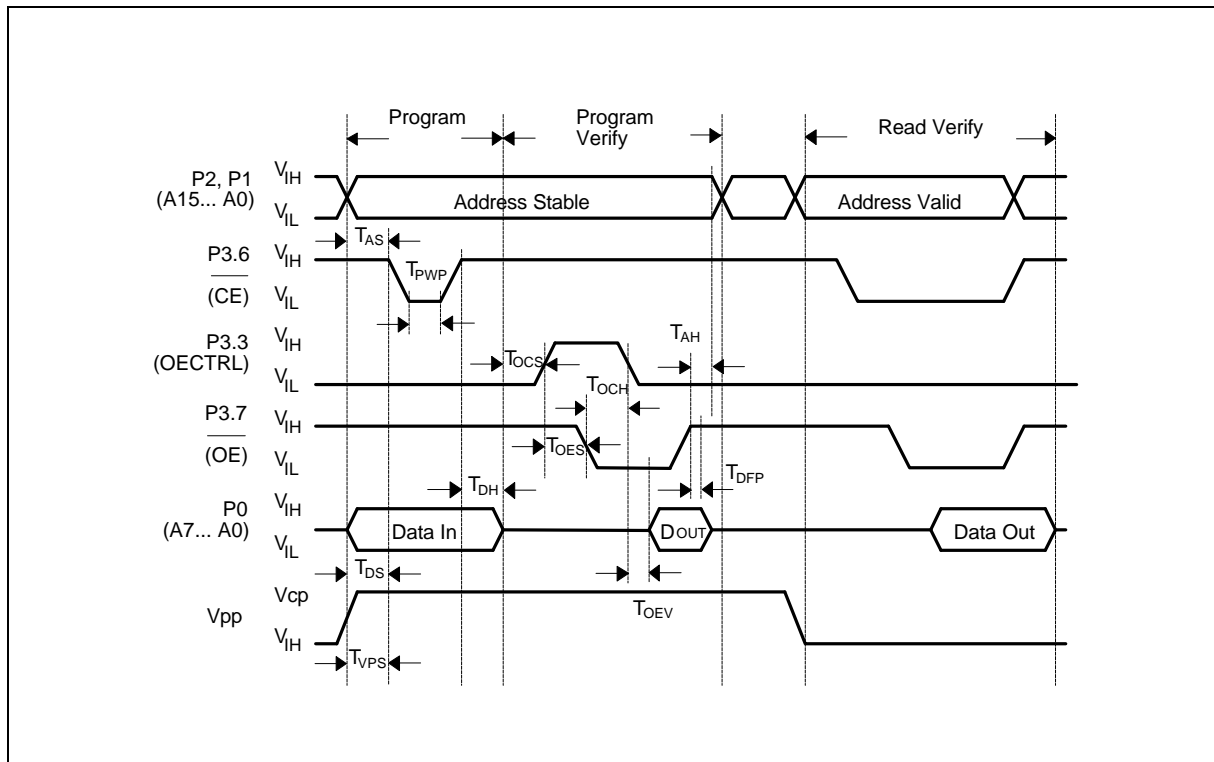 Program
Program
Verify
Read Verify
P2, P1
(A15... A0)
VIH
VIL
Address Stable
Address Valid
TAS
P3.6
(CE)
VIH
VIL
TPWP
P3.3
(OECTRL)
VIH
VIL
TOCS
TAH
TOCH
P3.7
(OE)
VIH
VIL
TOES
TDFP
TDH
P0
(A7... A0)
VIH
VIL
Data In
DOUT
Data Out
TDS
TOEV
Vpp
Vcp
VIH
TVPS